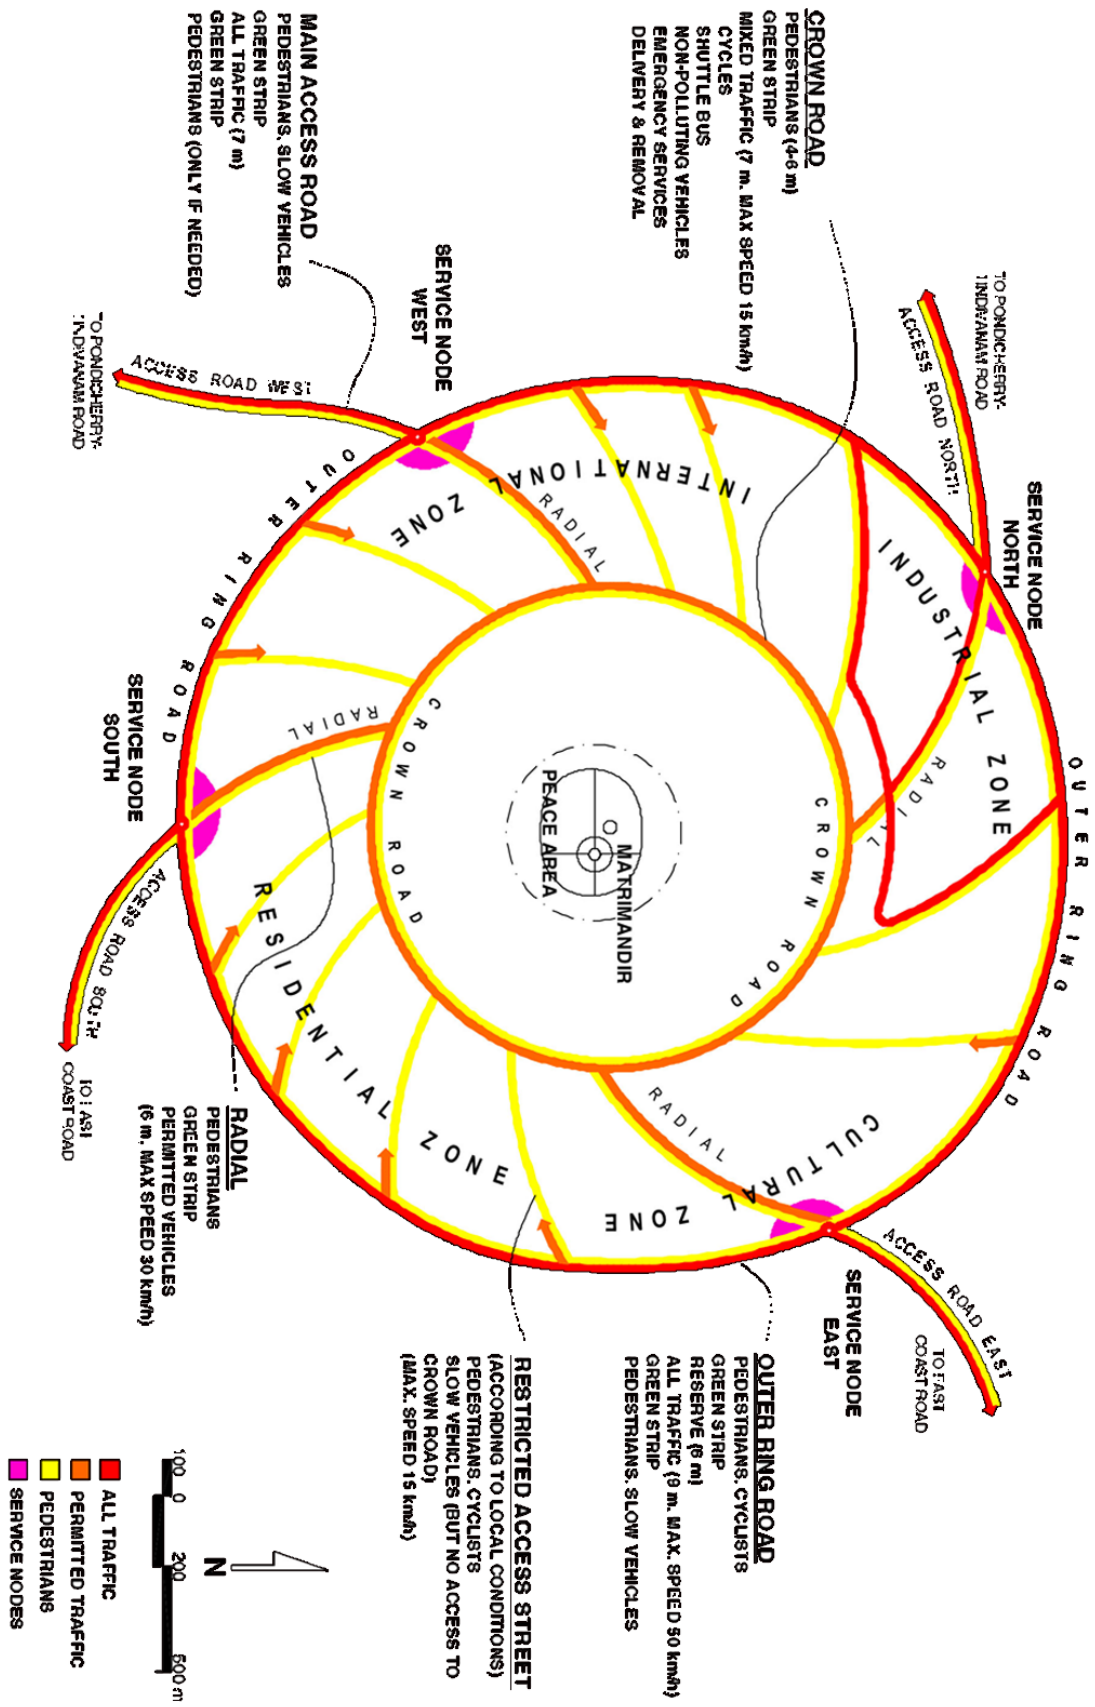 CROWN ROAD
PEDESTRIANS (4-6 m)
GREEN STRIP
MIXED TRAFFIC (7 m. MAX SPEED 15 km/h)
CYCLES
SHUTTLE BUS
NON-POLLUTING VEHICLES
EMERGENCY SERVICES
DELIVERY & REMOVAL
MAIN ACCESS ROAD
PEDESTRIANS, SLOW VEHICLES
GREEN STRIP
ALL TRAFFIC (7 m)
GREEN STRIP
PEDESTRIANS (ONLY IF NEEDED)
TO PONDICHERRY-
TINDIVANAM ROAD
ACCESS ROAD NORTH
SERVICE NODE
NORTH
SERVICE NODE
WEST
ACCESS ROAD WEST
TO PONDICHERRY-
TINDIVANAM ROAD
OUTER RING ROAD
INTERNATIONAL ZONE
RADIAL
INDUSTRIAL ZONE
RADIAL
OUTER RING ROAD
CROWN ROAD
CROWN ROAD
MATRIMANDIR
PEACE AREA
RADIAL
SERVICE NODE
SOUTH
ACCESS ROAD SOUTH
TO EAST
COAST ROAD
RESIDENTIAL ZONE
CULTURAL ZONE
RADIAL
SERVICE NODE
EAST
ACCESS ROAD EAST
TO EAST
COAST ROAD
RADIAL
PEDESTRIANS
GREEN STRIP
PERMITTED VEHICLES
(6 m. MAX SPEED 30 km/h)
OUTER RING ROAD
PEDESTRIANS, CYCLISTS
GREEN STRIP
RESERVE (6 m)
ALL TRAFFIC (9 m. MAX. SPEED 50 km/h)
GREEN STRIP
PEDESTRIANS, SLOW VEHICLES
RESTRICTED ACCESS STREET
(ACCORDING TO LOCAL CONDITIONS)
PEDESTRIANS, CYCLISTS
SLOW VEHICLES (BUT NO ACCESS TO
CROWN ROAD)
(MAX. SPEED 15 km/h)
N
100 0 200 500 m
ALL TRAFFIC
PERMITTED TRAFFIC
PEDESTRIANS
SERVICE NODES